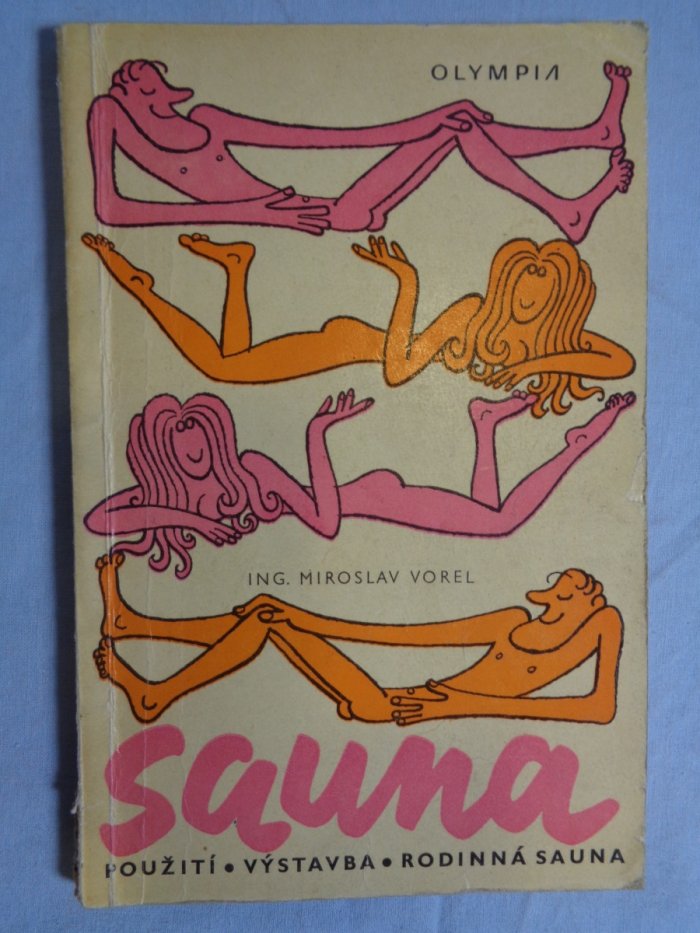 OLYMPIA
ING. MIROSLAV VOREL
sauna
POUŽITÍ • VÝSTAVBA • RODINNÁ SAUNA